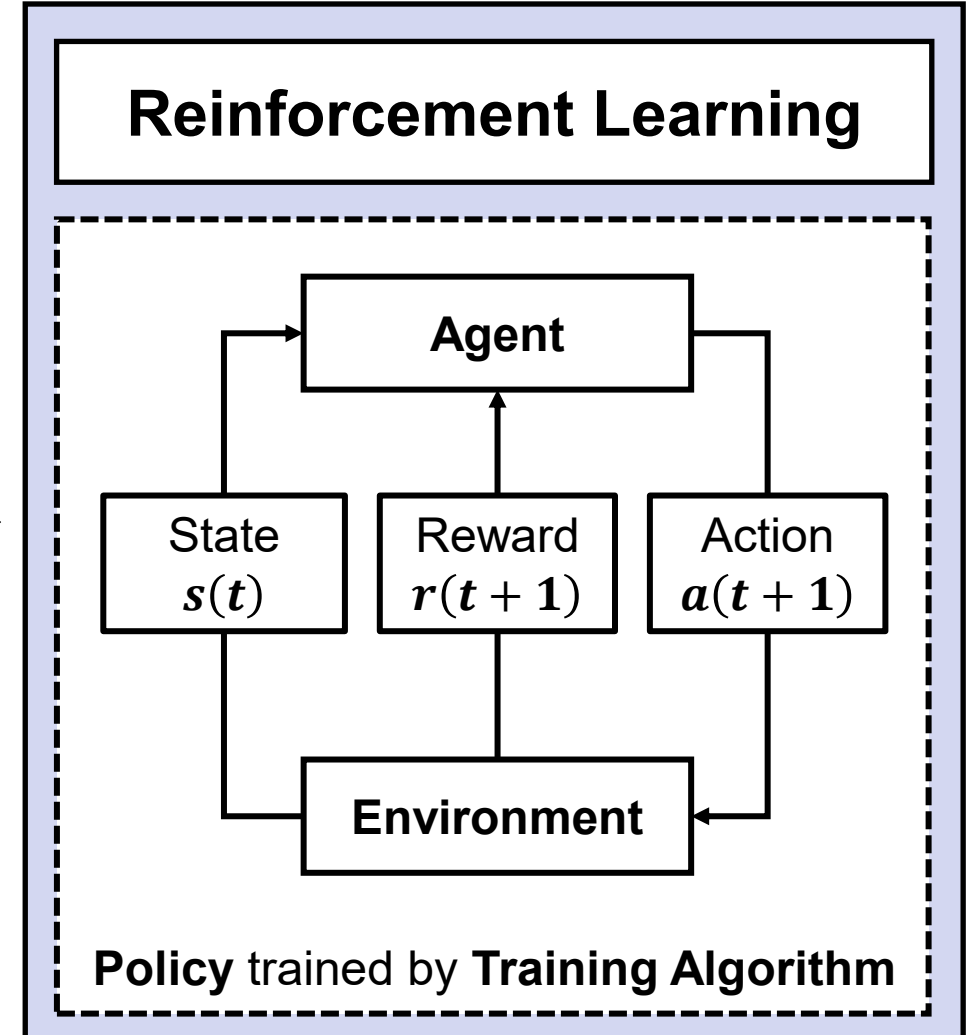 Reinforcement Learning
Agent
State
s(t)
Reward
r(t + 1)
Action
a(t + 1)
Environment
Policy trained by Training Algorithm